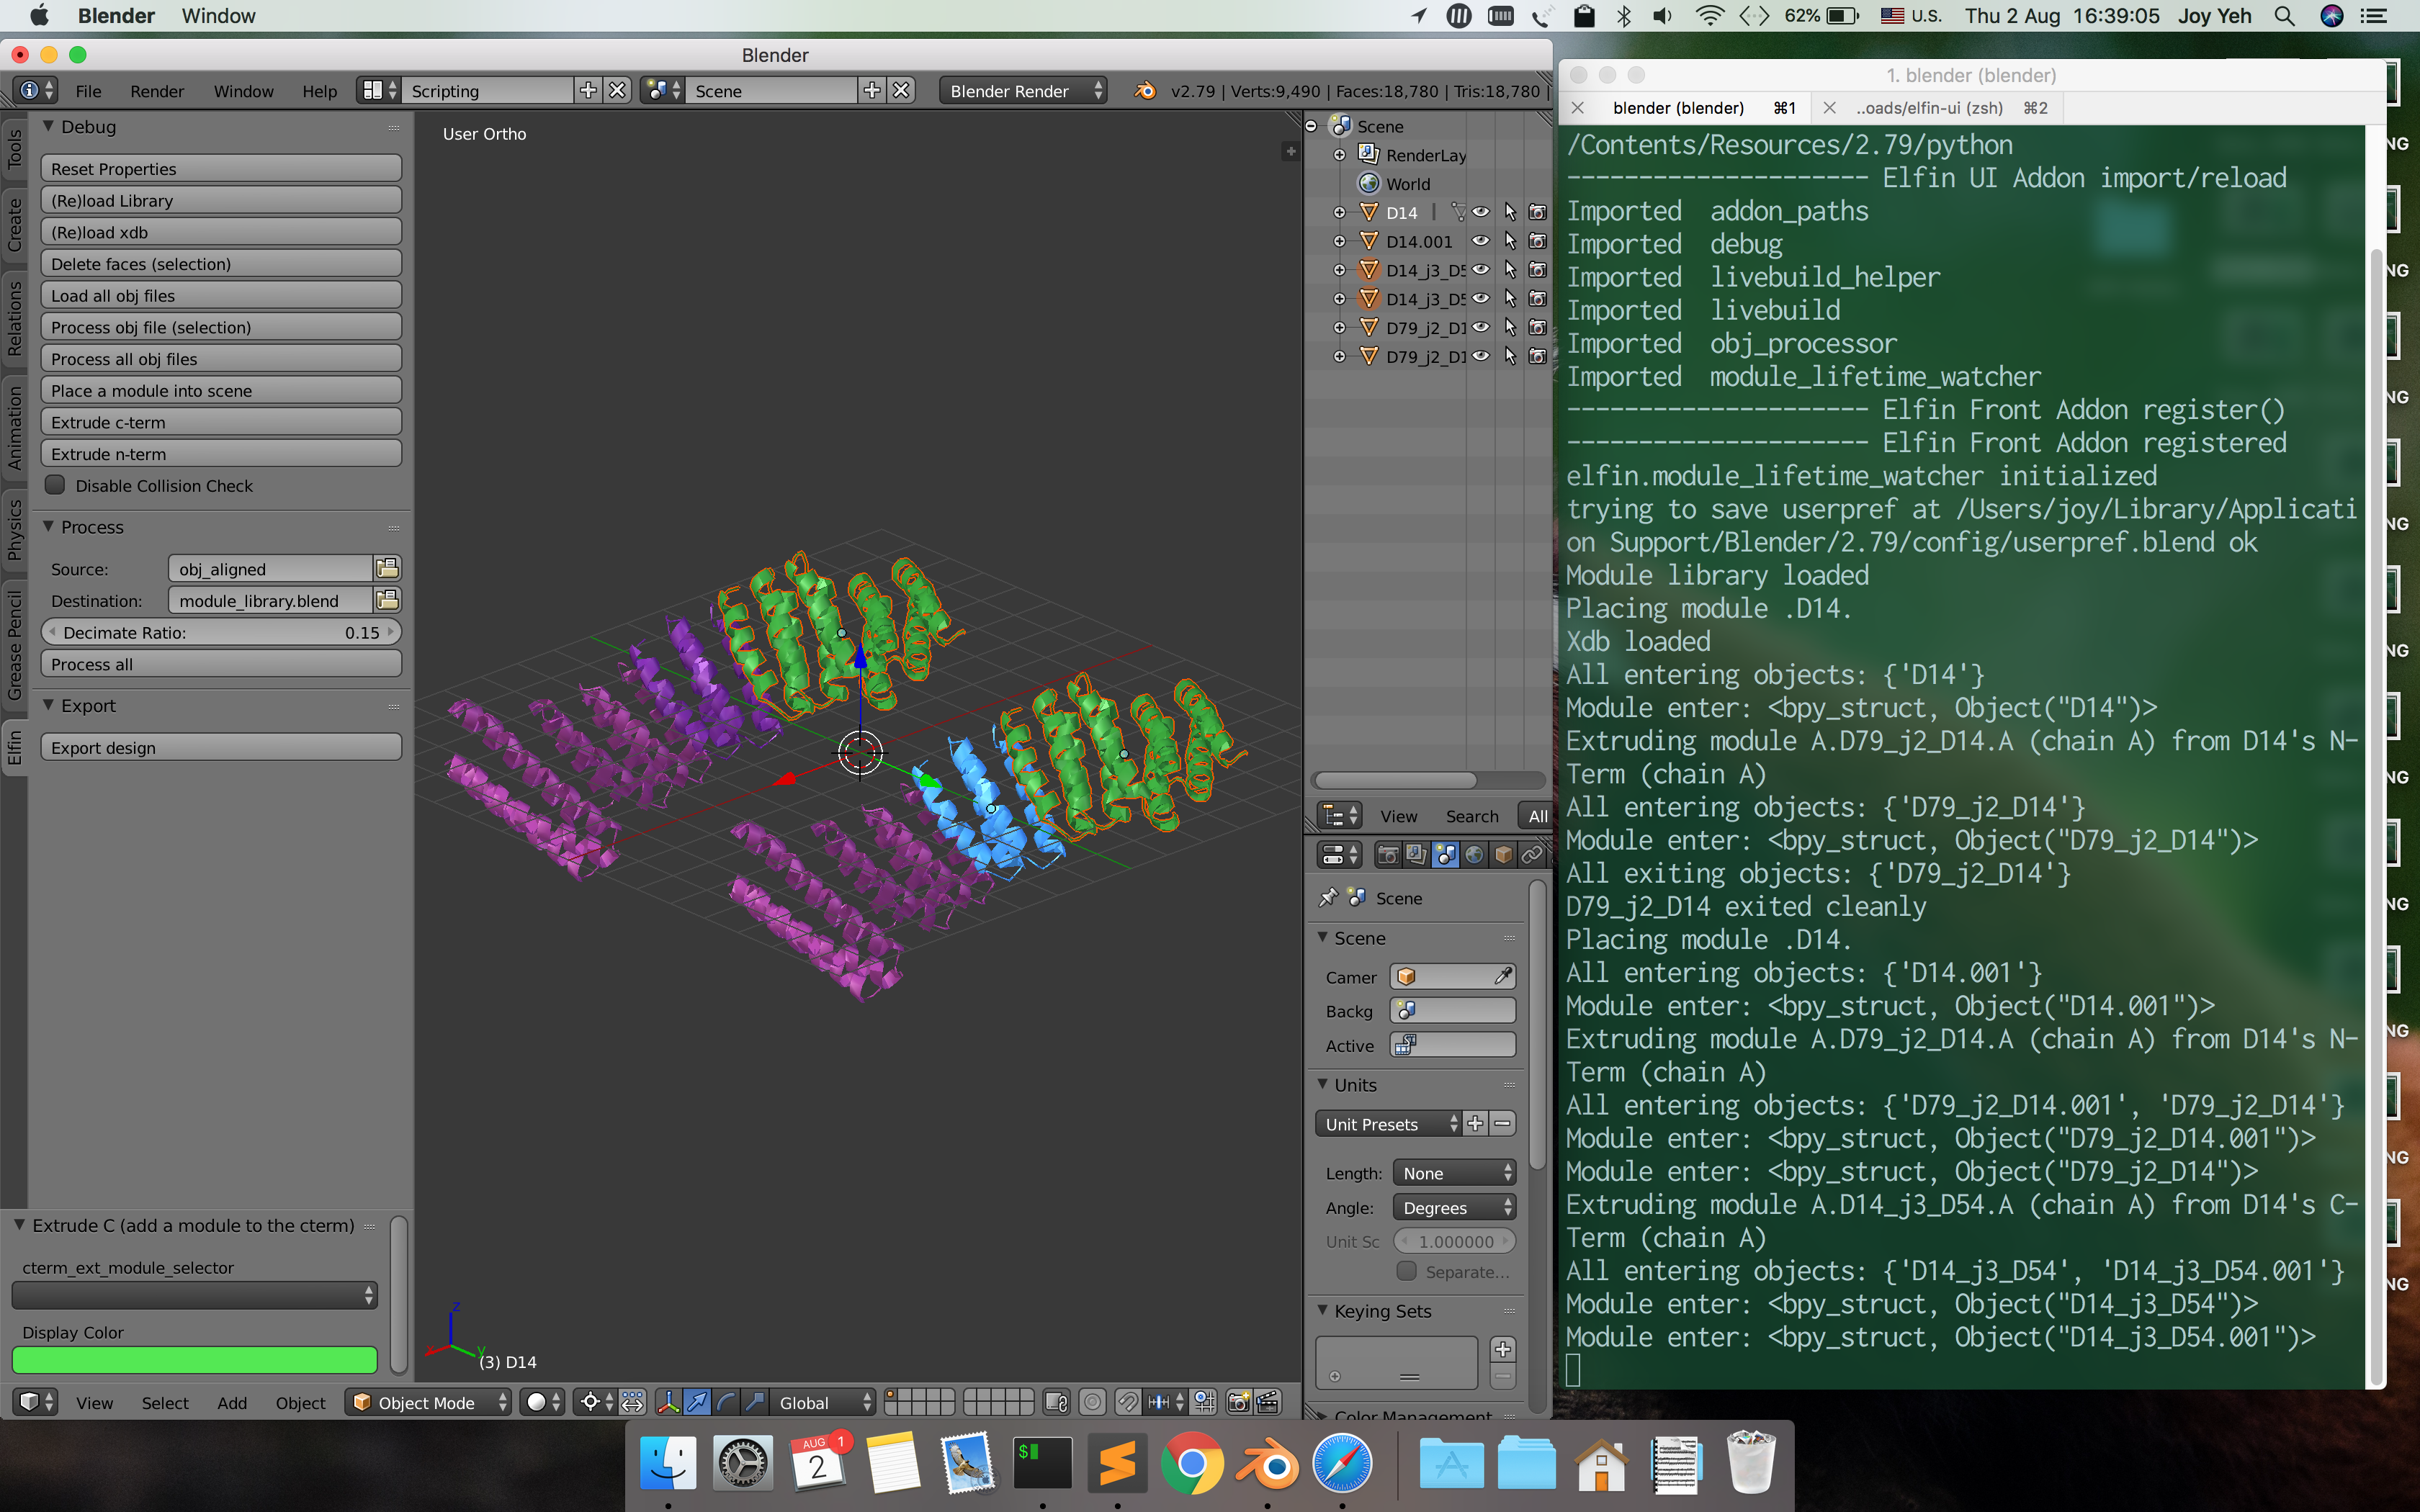 Blender Window 62% U.S. Thu 2 Aug 16:39:05 Joy Yeh
Blender
File Render Window Help Scripting Scene Blender Render v2.79 | Verts:9,490 | Faces:18,780 | Tris:18,780 |
Tools
Create
Relations
Animation
Physics
Grease Pencil
Elfin
Debug
Reset Properties
(Re)load Library
(Re)load xdb
Delete faces (selection)
Load all obj files
Process obj file (selection)
Process all obj files
Place a module into scene
Extrude c-term
Extrude n-term
Disable Collision Check
Process
Source: obj_aligned
Destination: module_library.blend
Decimate Ratio: 0.15
Process all
Export
Export design
Extrude C (add a module to the cterm)
cterm_ext_module_selector
Display Color
User Ortho
z
x
y
(3) D14
View Select Add Object Object Mode Global
Scene
RenderLay
World
D14
D14.001
D14_j3_D5
D14_j3_D5
D79_j2_D1
D79_j2_D1
View Search All
Scene
Scene
Camer
Backg
Active
Units
Unit Presets
Length: None
Angle: Degrees
Unit Sc 1.000000
Separate...
Keying Sets
Color Management
1. blender (blender)
blender (blender) ⌘1 ..oads/elfin-ui (zsh) ⌘2
/Contents/Resources/2.79/python
--------------------- Elfin UI Addon import/reload
Imported  addon_paths
Imported  debug
Imported  livebuild_helper
Imported  livebuild
Imported  obj_processor
Imported  module_lifetime_watcher
--------------------- Elfin Front Addon register()
--------------------- Elfin Front Addon registered
elfin.module_lifetime_watcher initialized
trying to save userpref at /Users/joy/Library/Applicati
on Support/Blender/2.79/config/userpref.blend ok
Module library loaded
Placing module .D14.
Xdb loaded
All entering objects: {'D14'}
Module enter: <bpy_struct, Object("D14")>
Extruding module A.D79_j2_D14.A (chain A) from D14's N-
Term (chain A)
All entering objects: {'D79_j2_D14'}
Module enter: <bpy_struct, Object("D79_j2_D14")>
All exiting objects: {'D79_j2_D14'}
D79_j2_D14 exited cleanly
Placing module .D14.
All entering objects: {'D14.001'}
Module enter: <bpy_struct, Object("D14.001")>
Extruding module A.D79_j2_D14.A (chain A) from D14's N-
Term (chain A)
All entering objects: {'D79_j2_D14.001', 'D79_j2_D14'}
Module enter: <bpy_struct, Object("D79_j2_D14.001")>
Module enter: <bpy_struct, Object("D79_j2_D14")>
Extruding module A.D14_j3_D54.A (chain A) from D14's C-
Term (chain A)
All entering objects: {'D14_j3_D54', 'D14_j3_D54.001'}
Module enter: <bpy_struct, Object("D14_j3_D54")>
Module enter: <bpy_struct, Object("D14_j3_D54.001")>
NG
NG
NG
NG
NG
NG
NG
NG
NG
NG
AUG 1
2
$